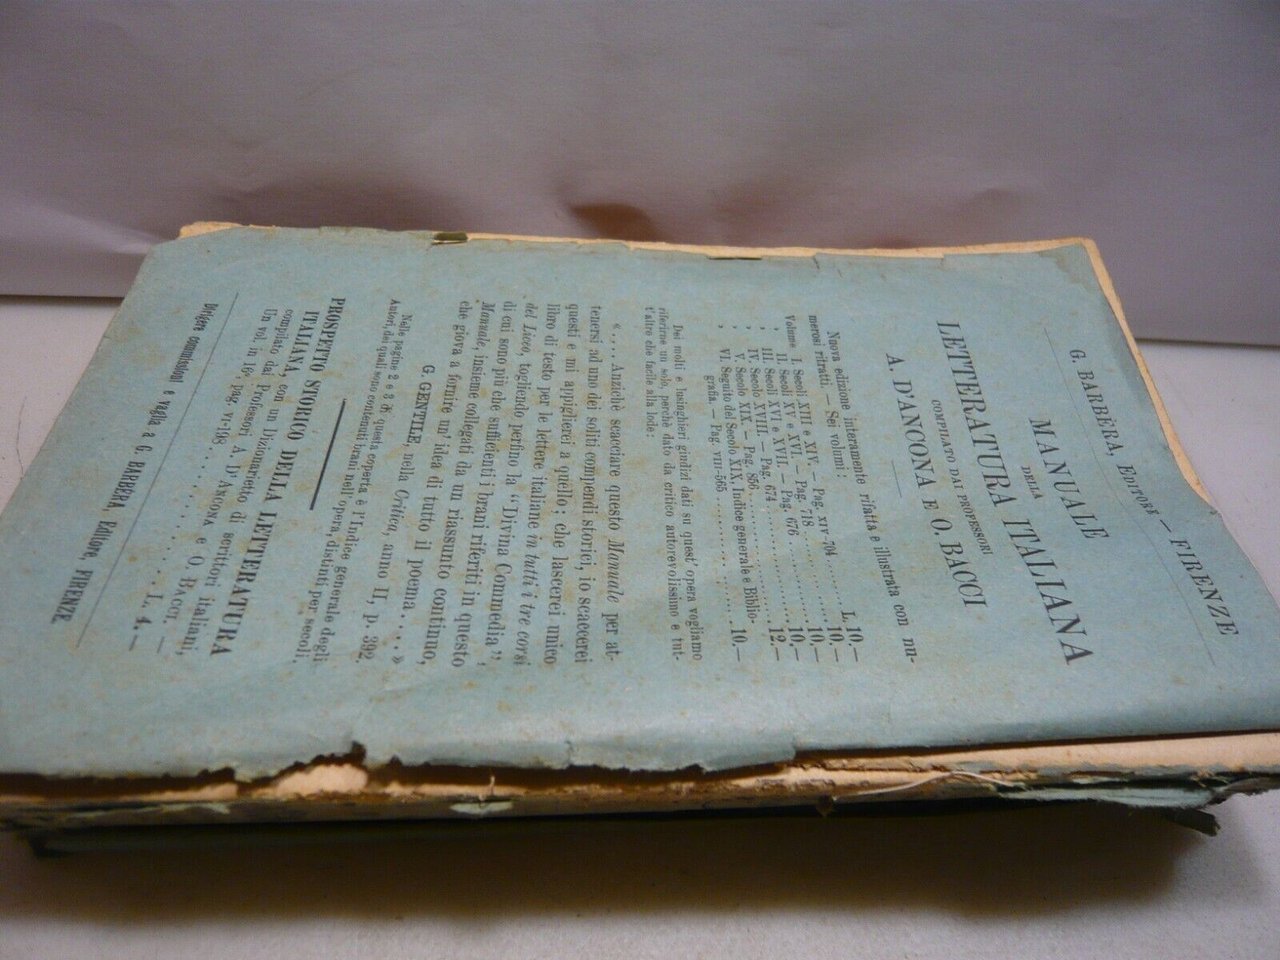 G. BARBÈRA, EDITORE — FIRENZE
MANUALE
DELLA
LETTERATURA ITALIANA
COMPILATO DAI PROFESSORI
A. D'ANCONA E O. BACCI
Nuova edizione interamente rifatta e illustrata con nu-
merosi ritratti — Sei volumi:
Volume I. Secoli XIII e XIV. — Pag. XIV-704 . . . . . . L. 10.—
» II. Secoli XV e XVI. — Pag. 718. . . . . . . . . 10.—
» III. Secoli XVI e XVII. — Pag. 676 . . . . . . . 10.—
» IV. Secolo XVIII. — Pag. 674 . . . . . . . . . . 10.—
» V. Secolo XIX. — Pag. 856. . . . . . . . . . . . 12.—
» VI. Seguito del Secolo XIX, Indice generale e Biblio-
grafia. — Pag. VIII-565 . . . . . . . . . 10.—
Dei molti e lusinghieri giudizi dati su quest' opera vogliamo
riferirne un solo, perchè dato da critico autorevolissimo e tut-
t'altro che facile alla lode:
« . . . . Anzichè scacciare questo Manuale per at-
tenersi ad uno dei soliti compendi storici, io scaccerei
questi e mi appiglierei a quello; che lascerei unico
libro di testo per le lettere italiane in tutti i tre corsi
del Liceo, togliendo perfino la "Divina Commedia",
di cui sono più che sufficienti i brani riferiti in questo
Manuale, insieme collegati da un riassunto continuo,
che giova a fornire un' idea di tutto il poema . . . . »
G. GENTILE, nella Critica, anno II, p. 392.
Nelle pagine 2 e 3 di questa coperta è l'Indice generale degli
Autori, dei quali sono contenuti brani nell'opera, distinti per secoli.
PROSPETTO STORICO DELLA LETTERATURA
ITALIANA, con un Dizionarietto di scrittori italiani,
compilato dai Professori A. D'ANCONA e O. BACCI. —
Un vol. in 16° pag. VI-198. . . . . . . . . . L. 4.—
Dirigere commissioni e vaglia a G. BARBÈRA, Editore, FIRENZE.